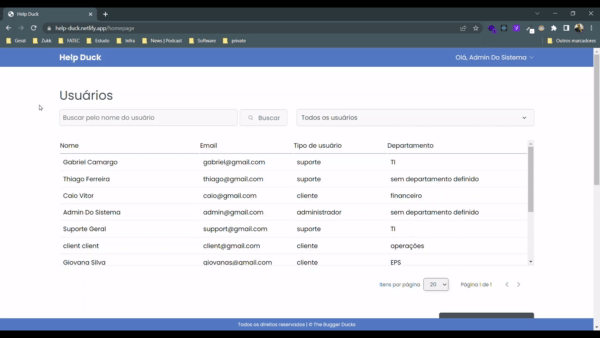 Help Duck
help-duck.netlify.app/homepage
Geral Zukk FATEC Estudo Infra News | Podcast Software private Outros marcadores
Help Duck Olá, Admin Do Sistema
Usuários
Buscar pelo nome do usuário Buscar Todos os usuários
Nome Email Tipo de usuário Departamento
Gabriel Camargo gabriel@gmail.com suporte TI
Thiago Ferreira thiago@gmail.com suporte sem departamento definido
Caio Vitor caio@gmail.com cliente financeiro
Admin Do Sistema admin@gmail.com administrador sem departamento definido
Suporte Geral support@gmail.com suporte TI
client client client@gmail.com cliente operações
Giovana Silva giovanas@gmail.com cliente EPS
Itens por página 20 Página 1 de 1
Todos os direitos reservados | © The Bugger Ducks